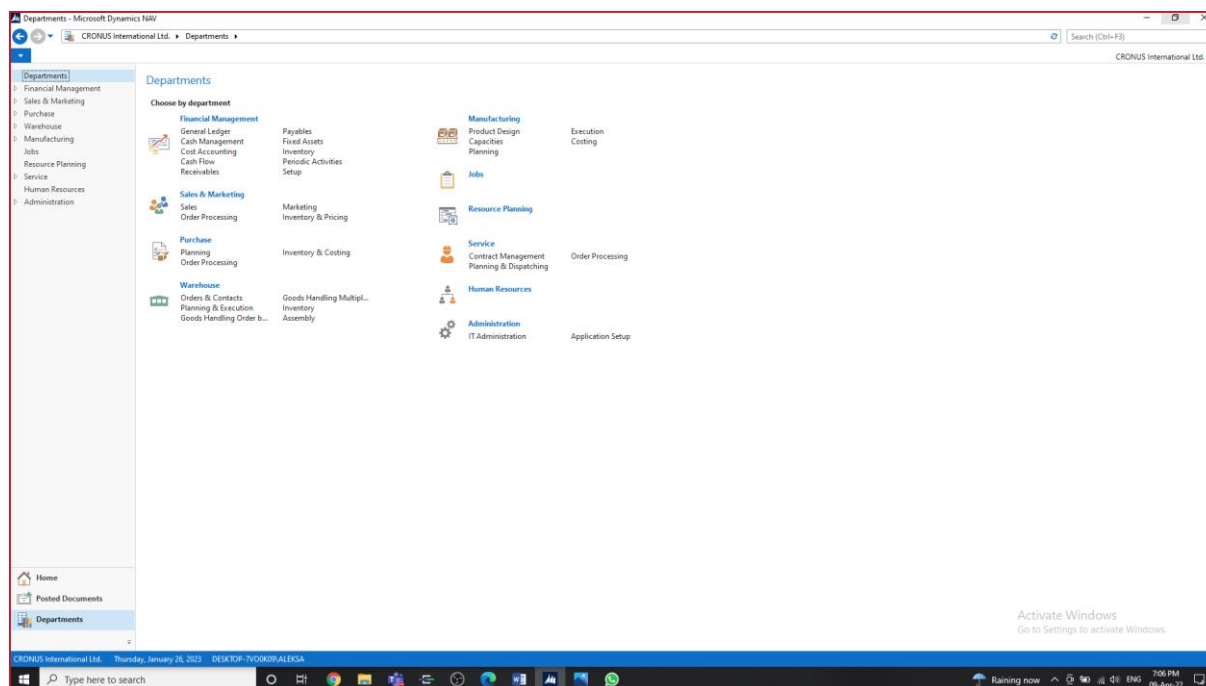 Departments - Microsoft Dynamics NAV
CRONUS International Ltd. Departments
Search (Ctrl+F3)
CRONUS International Ltd.
Departments
Financial Management
Sales & Marketing
Purchase
Warehouse
Manufacturing
Jobs
Resource Planning
Service
Human Resources
Administration
Departments
Choose by department
Financial Management
General Ledger Payables
Cash Management Fixed Assets
Cost Accounting Inventory
Cash Flow Periodic Activities
Receivables Setup
Sales & Marketing
Sales Marketing
Order Processing Inventory & Pricing
Purchase
Planning Inventory & Costing
Order Processing
Warehouse
Orders & Contacts Goods Handling Multipl...
Planning & Execution Inventory
Goods Handling Order b... Assembly
Manufacturing
Product Design Execution
Capacities Costing
Planning
Jobs
Resource Planning
Service
Contract Management Order Processing
Planning & Dispatching
Human Resources
Administration
IT Administration Application Setup
Home
Posted Documents
Departments
Activate Windows
Go to Settings to activate Windows.
CRONUS International Ltd. Thursday, January 26, 2023 DESKTOP-7VO0K09\ALEKSA
Type here to search
Raining now ENG 7:06 PM
09-Apr-22